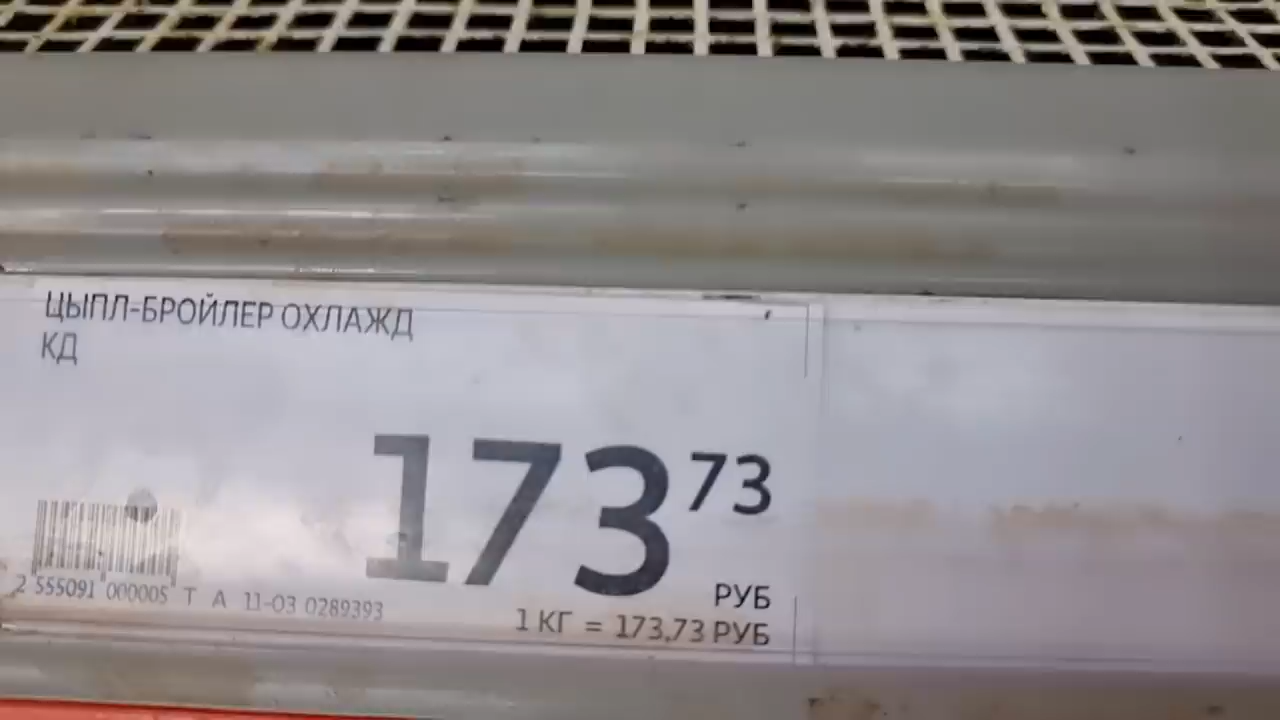 ЦЫПЛ-БРОЙЛЕР ОХЛАЖД
КД
173 73
РУБ
2 555091 000005 Т А 11-03 0289393
1 КГ = 173,73 РУБ